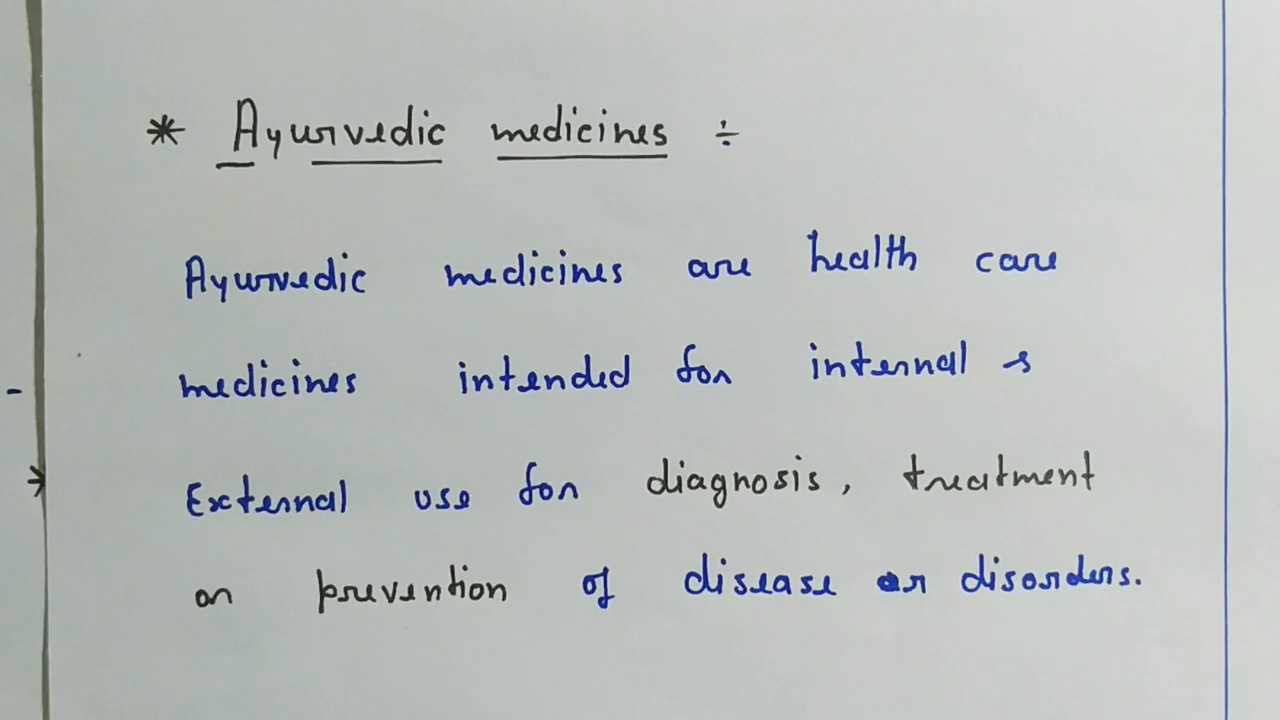 * Ayurvedic medicines ÷
Ayurvedic medicines are health care
medicines intended for internal &
External use for diagnosis, treatment
or prevention of disease or disorders.